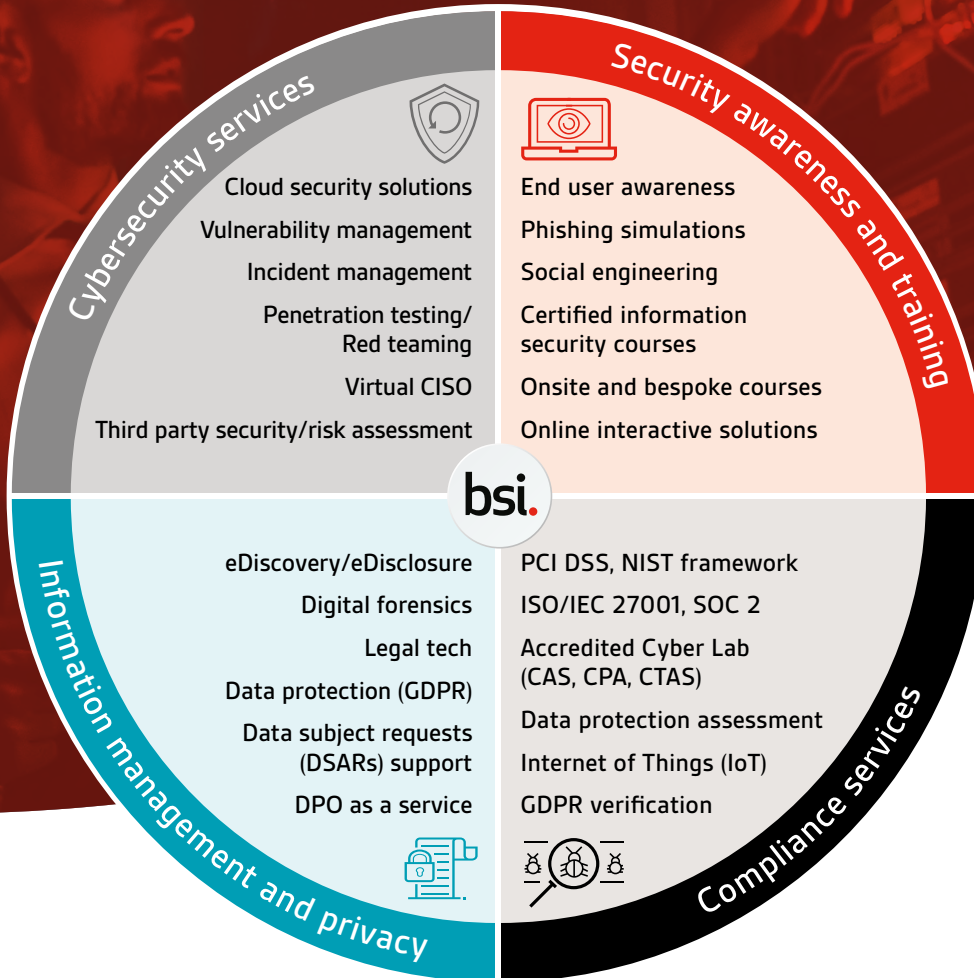 Cybersecurity services
Cloud security solutions
Vulnerability management
Incident management
Penetration testing/
Red teaming
Virtual CISO
Third party security/risk assessment
Security awareness and training
End user awareness
Phishing simulations
Social engineering
Certified information
security courses
Onsite and bespoke courses
Online interactive solutions
bsi.
Information management and privacy
eDiscovery/eDisclosure
Digital forensics
Legal tech
Data protection (GDPR)
Data subject requests
(DSARs) support
DPO as a service
Compliance services
PCI DSS, NIST framework
ISO/IEC 27001, SOC 2
Accredited Cyber Lab
(CAS, CPA, CTAS)
Data protection assessment
Internet of Things (IoT)
GDPR verification